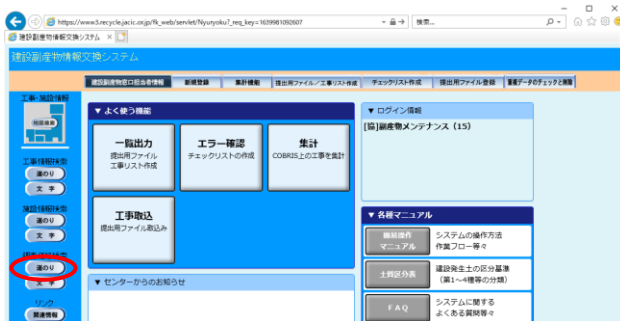 https://www3.recycle.jacic.or.jp/fk_web/servlet/Nyuryoku?_req_key=1639981092607
検索...
建設副産物情報交換システム
建設副産物情報交換システム
建設副産物窓口担当者情報
新規登録
集計機能
提出用ファイル/工事リスト作成
チェックリスト作成
提出用ファイル登録
重複データのチェックと削除
工事・施設情報
工事情報検索
道のり
文 字
施設情報検索
道のり
文 字
道のり
文 字
リンク
関連情報
▼ よく使う機能
一覧出力
提出用ファイル
工事リスト作成
エラー確認
チェックリストの作成
集計
COBRIS上の工事を集計
工事取込
提出用ファイル取込み
▼ センターからのお知らせ
▼ ログイン情報
[協]副産物メンテナンス（15）
▼ 各種マニュアル
簡易操作
マニュアル
システムの操作方法
作業フロー等々
土質区分表
建設発生土の区分基準
（第1～4種等の分類）
FAQ
システムに関する
よくある質問等々